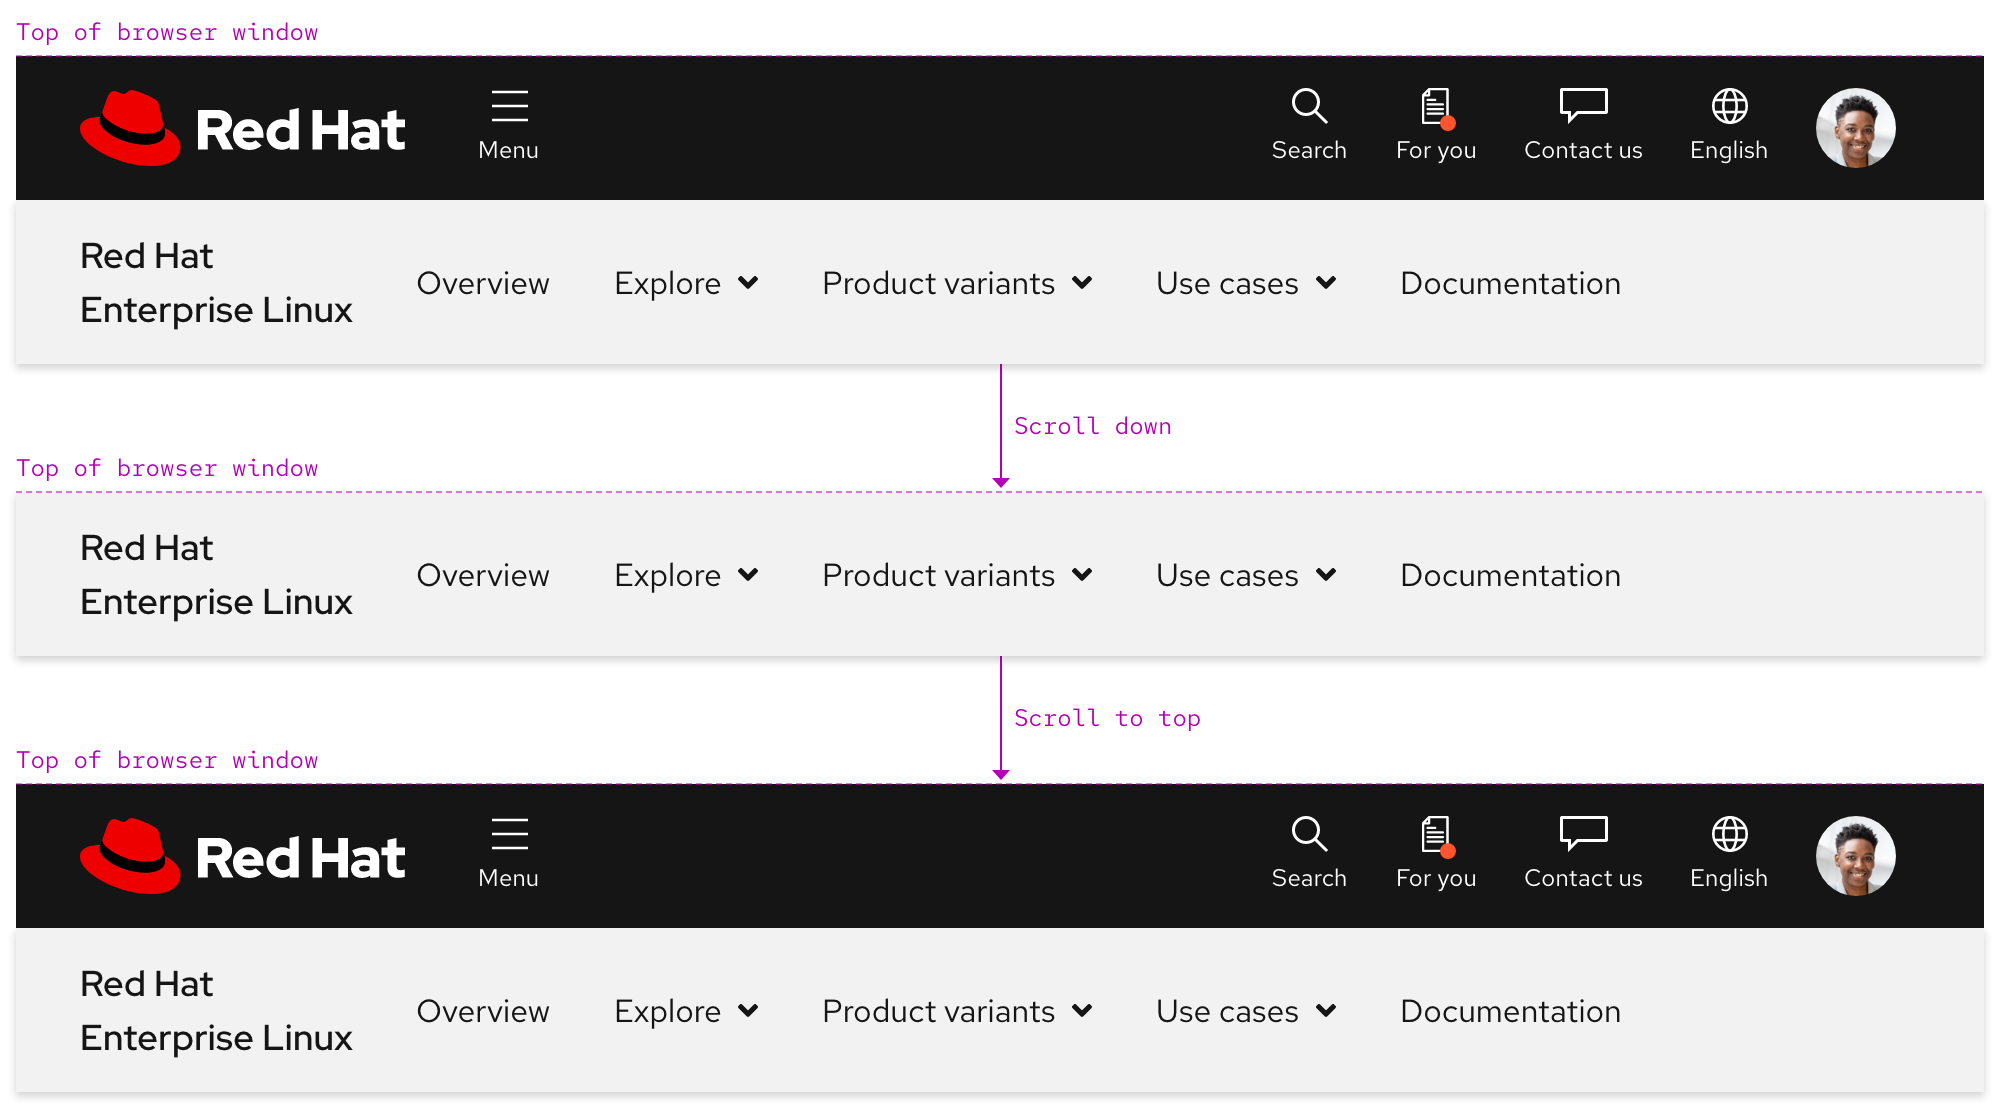 Top of browser window
Red Hat
Menu
Search
For you
Contact us
English
Red Hat
Enterprise Linux
Overview
Explore
Product variants
Use cases
Documentation
Scroll down
Top of browser window
Red Hat
Enterprise Linux
Overview
Explore
Product variants
Use cases
Documentation
Scroll to top
Top of browser window
Red Hat
Menu
Search
For you
Contact us
English
Red Hat
Enterprise Linux
Overview
Explore
Product variants
Use cases
Documentation